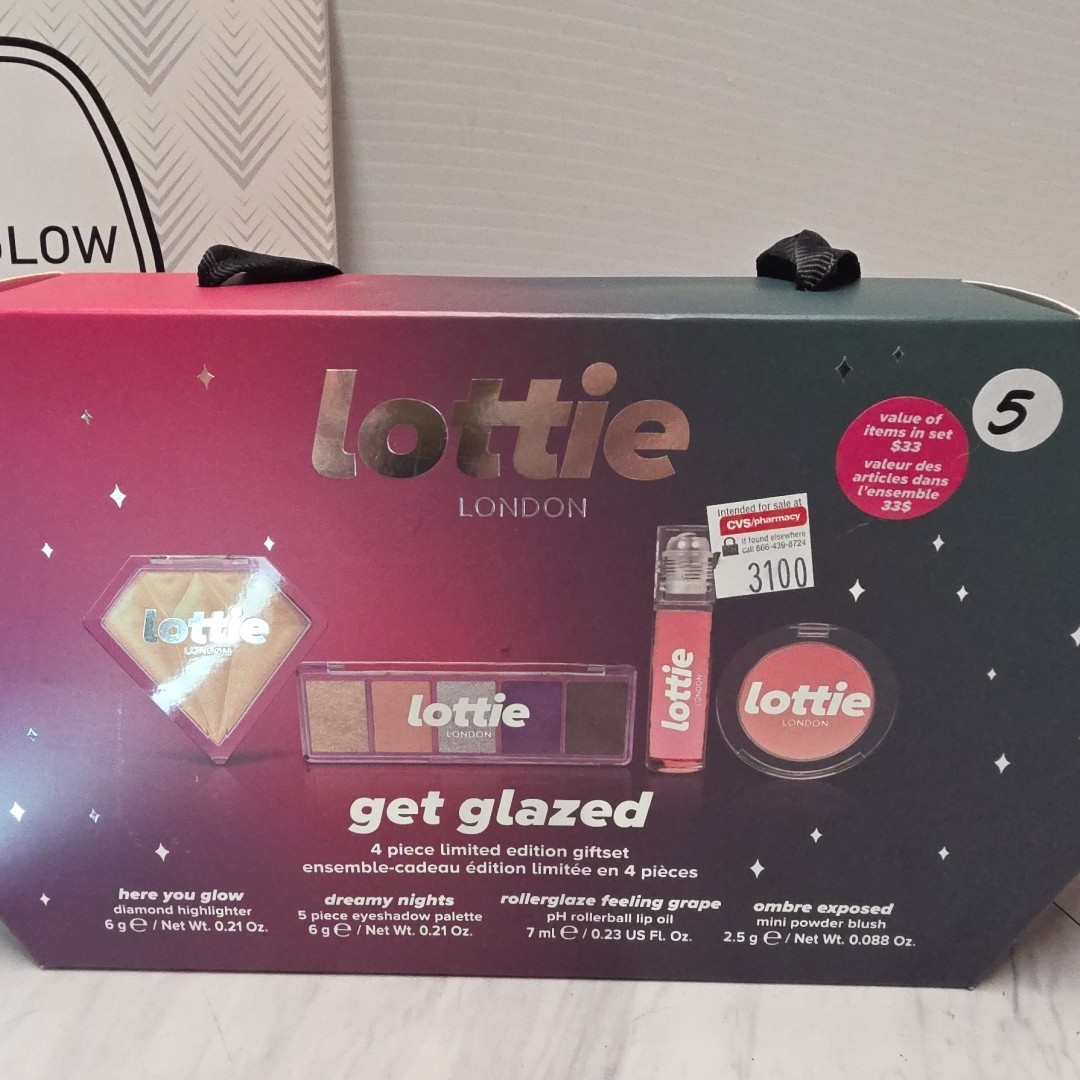 LOW
lottie
LONDON
5
value of
items in set
$33
valeur des
articles dans
l'ensemble
33$
intended for sale at
CVS/pharmacy
if found elsewhere
call 866-439-8724
3100
lottie
LONDON
lottie
LONDON
lottie
LONDON
lottie
LONDON
get glazed
4 piece limited edition giftset
ensemble-cadeau édition limitée en 4 pièces
here you glow
diamond highlighter
6 g ℮ / Net Wt. 0.21 Oz.
dreamy nights
5 piece eyeshadow palette
6 g ℮ / Net Wt. 0.21 Oz.
rollerglaze feeling grape
pH rollerball lip oil
7 ml ℮ / 0.23 US Fl. Oz.
ombre exposed
mini powder blush
2.5 g ℮ / Net Wt. 0.088 Oz.